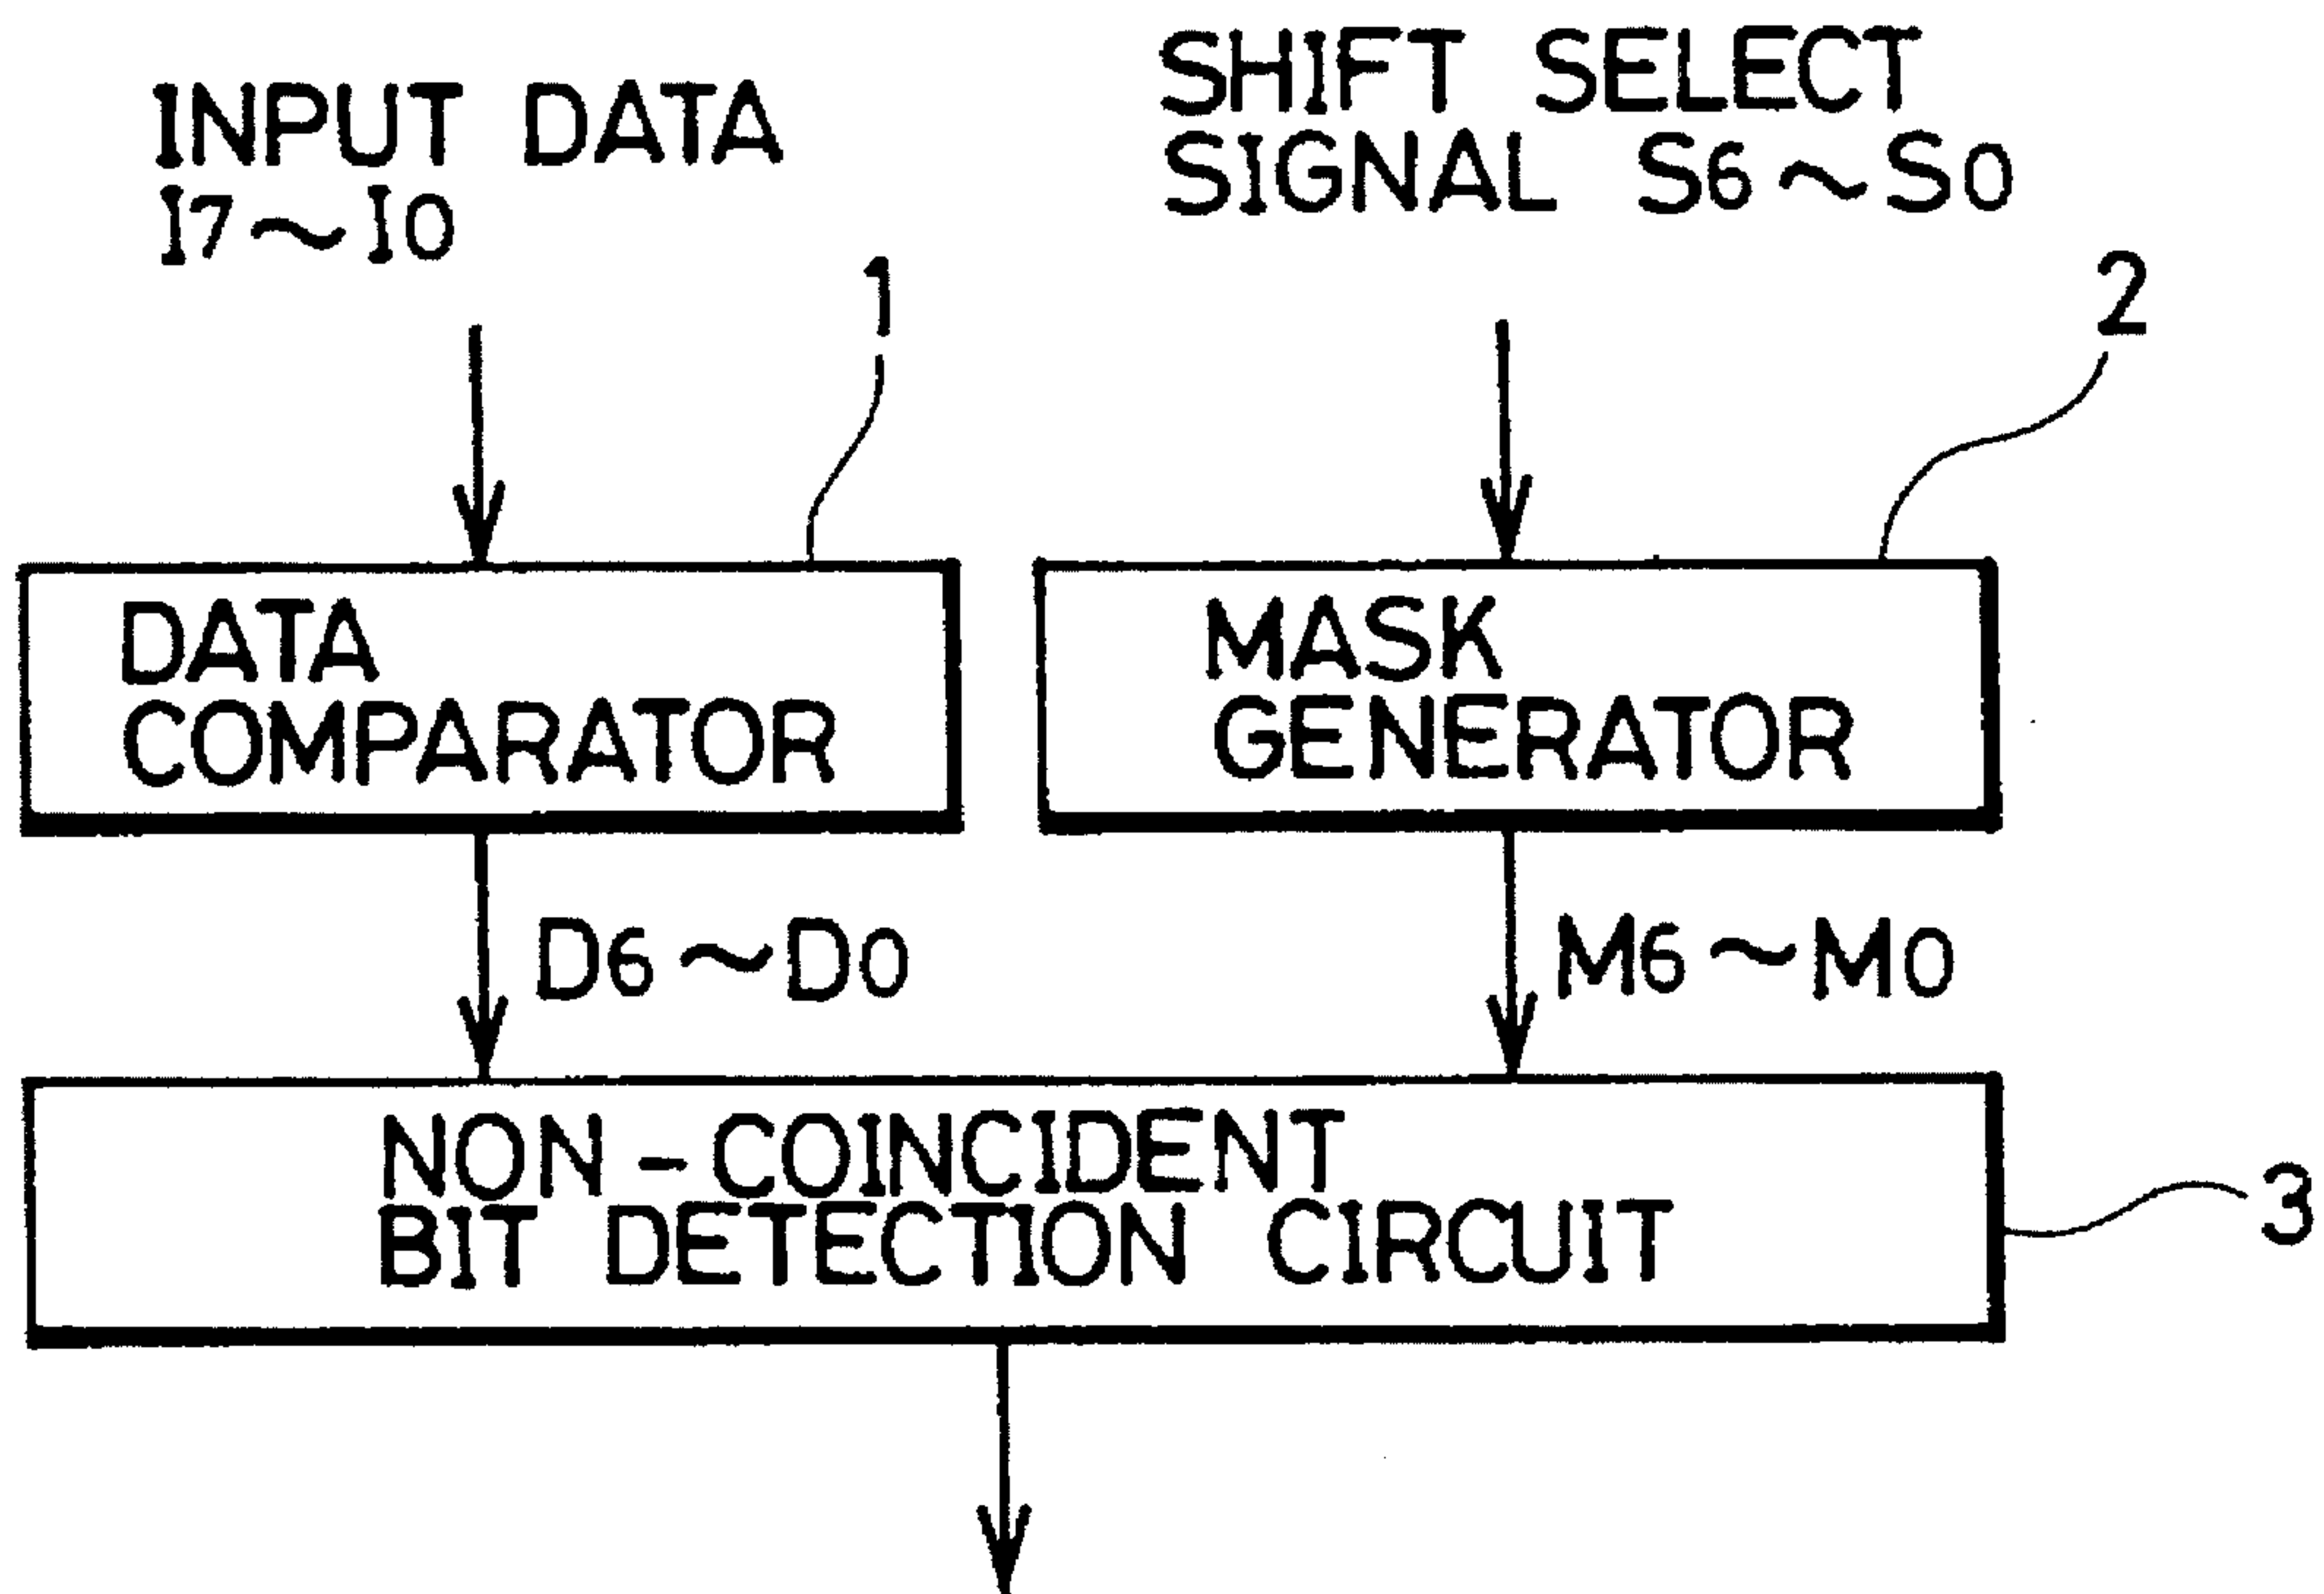 INPUT DATA
I7~I0
SHIFT SELECT
SIGNAL S6~S0
1
2
DATA
COMPARATOR
MASK
GENERATOR
D6~D0
M6~M0
NON-COINCIDENT
BIT DETECTION CIRCUIT
3